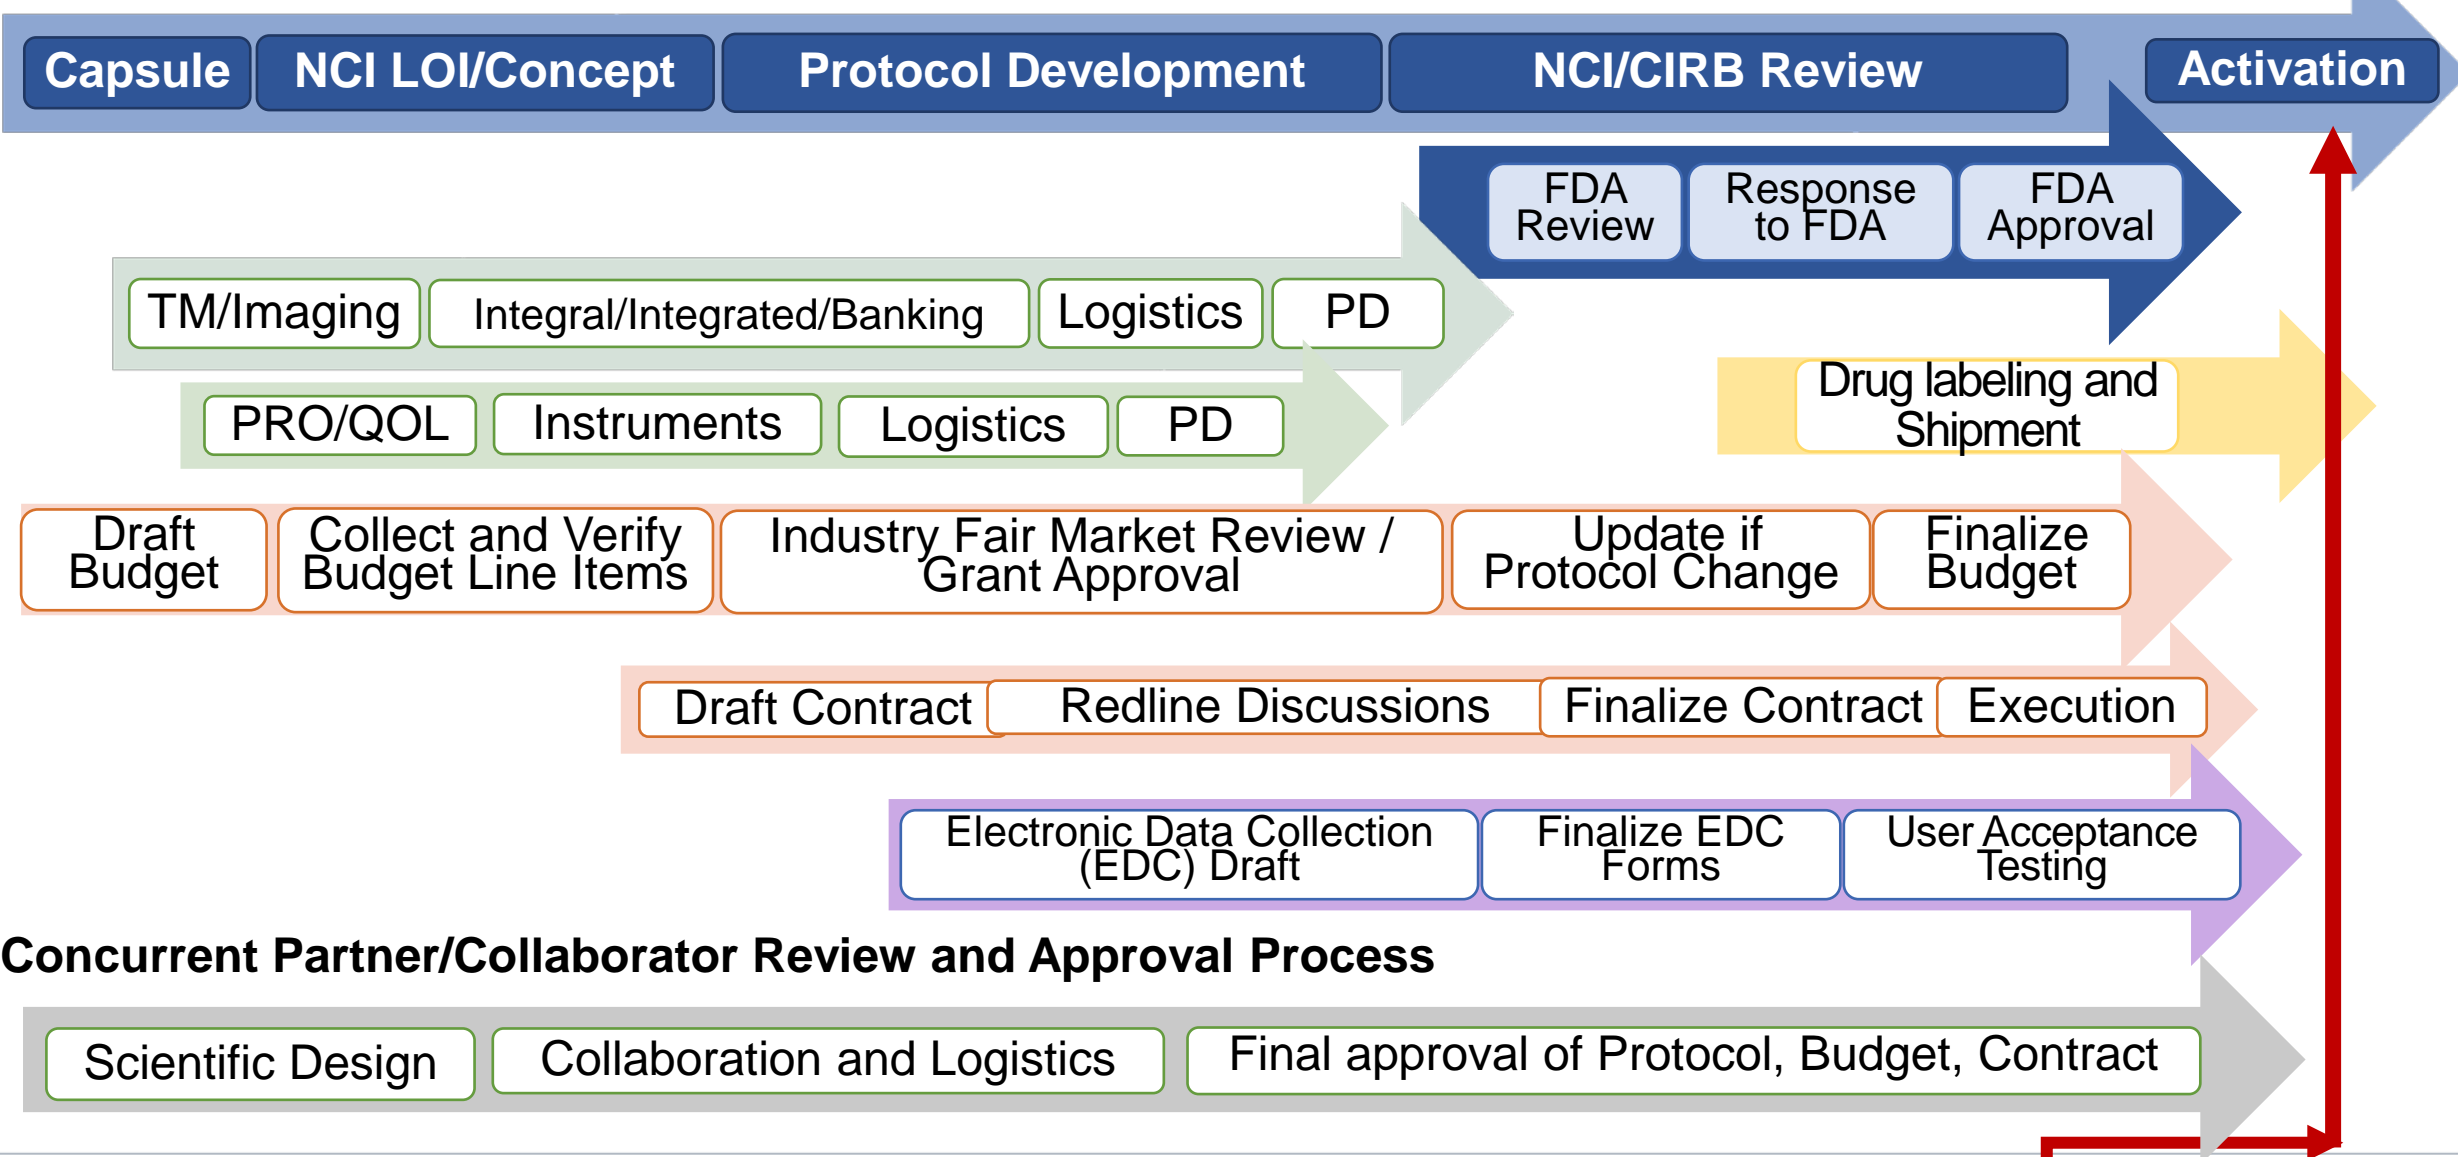 Capsule
NCI LOI/Concept
Protocol Development
NCI/CIRB Review
Activation
FDA
Review
Response
to FDA
FDA
Approval
TM/Imaging
Integral/Integrated/Banking
Logistics
PD
PRO/QOL
Instruments
Logistics
PD
Drug labeling and
Shipment
Draft
Budget
Collect and Verify
Budget Line Items
Industry Fair Market Review /
Grant Approval
Update if
Protocol Change
Finalize
Budget
Draft Contract
Redline Discussions
Finalize Contract
Execution
Electronic Data Collection
(EDC) Draft
Finalize EDC
Forms
User Acceptance
Testing
Concurrent Partner/Collaborator Review and Approval Process
Scientific Design
Collaboration and Logistics
Final approval of Protocol, Budget, Contract